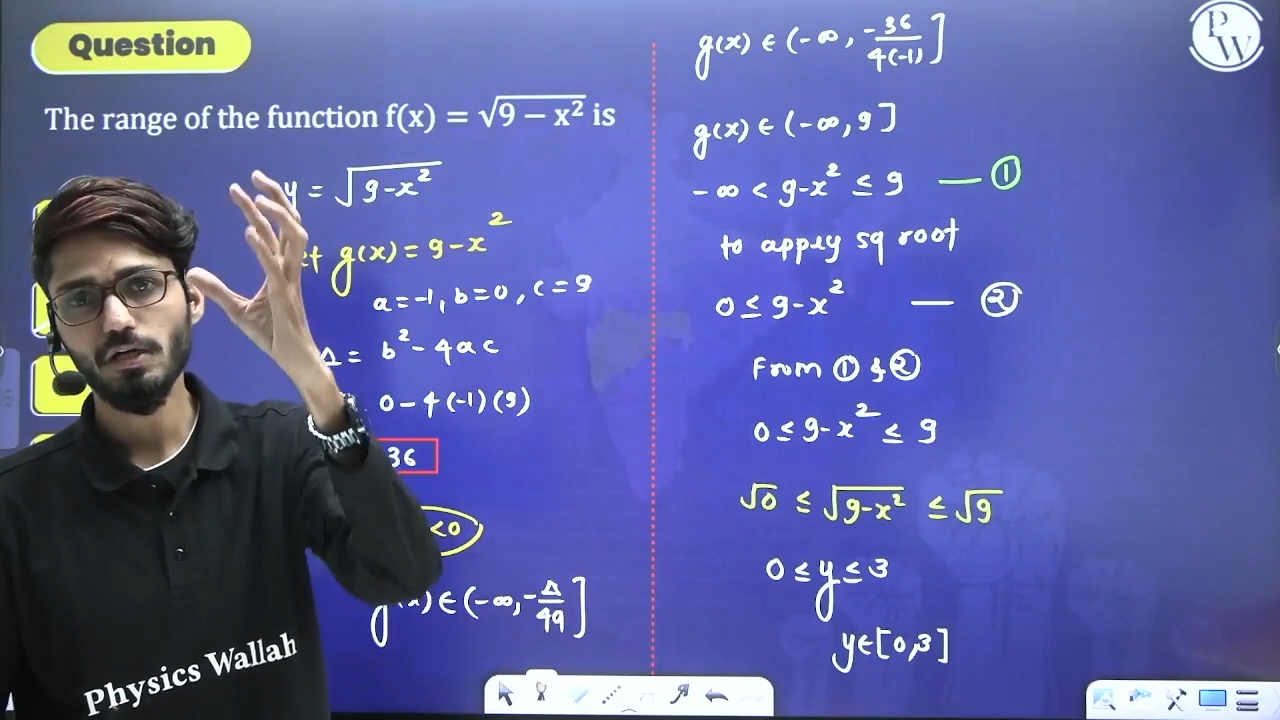 Question
The range of the function f(x) = √9 − x² is
y = √9-x²
g(x) = 9-x²
a=-1, b=0, c=9
Δ = b²-4ac
0-4(-1)(9)
36
<0
g(x) ∈ (-∞, -Δ/4a]
g(x) ∈ (-∞, -36/4(-1)]
g(x) ∈ (-∞, 9]
-∞ < 9-x² ≤ 9 — ①
to apply sq root
0 ≤ 9-x² — ②
From ① & ②
0 ≤ 9-x² ≤ 9
√0 ≤ √9-x² ≤ √9
0 ≤ y ≤ 3
y∈[0,3]
PW
Physics Wallah